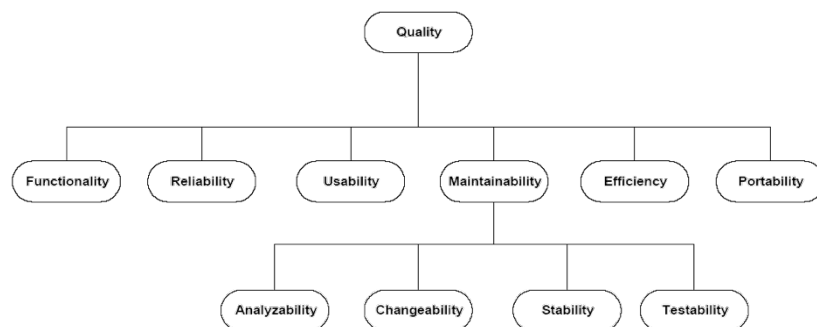 Quality
Functionality Reliability Usability Maintainability Efficiency Portability
Analyzability Changeability Stability Testability